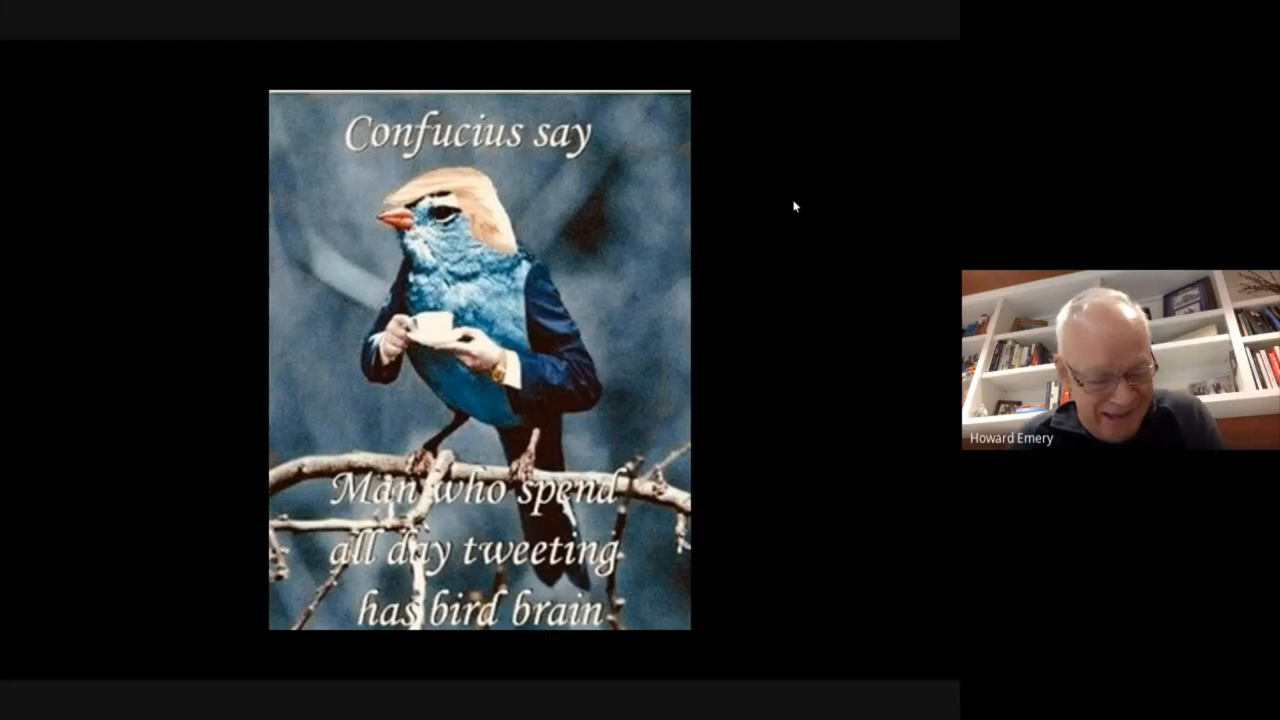 Confucius say
Man who spend
all day tweeting
has bird brain
Howard Emery